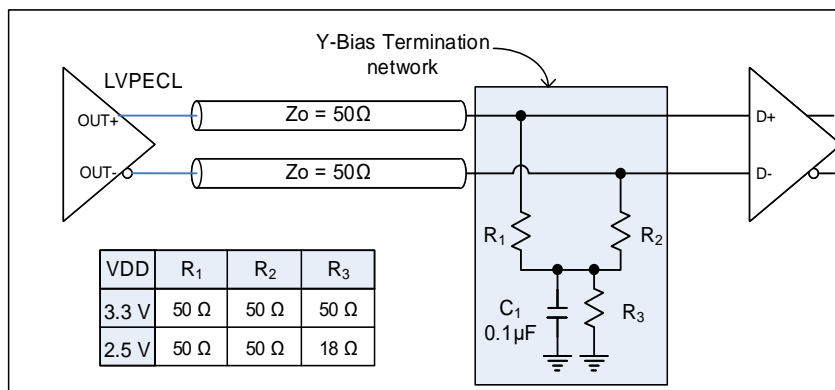 Y-Bias Termination
network
LVPECL
OUT+
Zo = 50Ω
D+
OUT-
Zo = 50Ω
D-
R1
R2
VDD R1 R2 R3
3.3 V 50 Ω 50 Ω 50 Ω
2.5 V 50 Ω 50 Ω 18 Ω
C1
0.1µF
R3